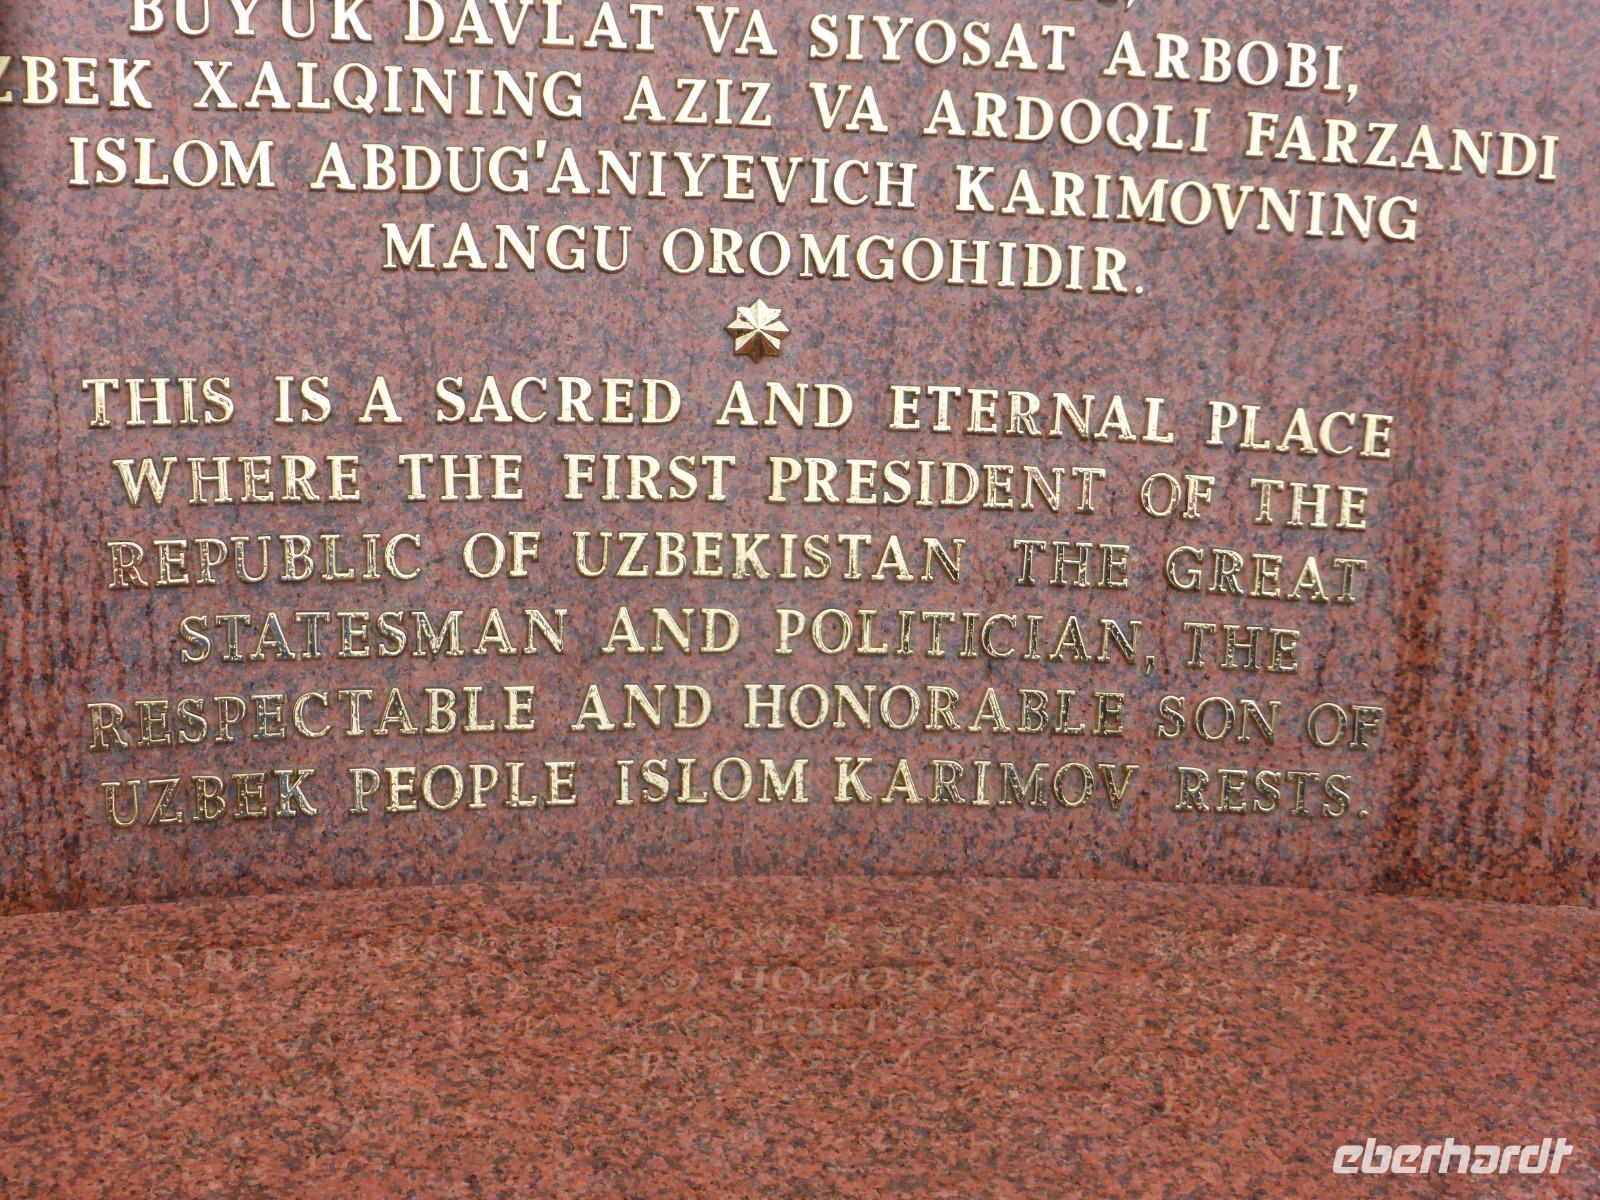 BUYUK DAVLAT VA SIYOSAT ARBOBI,
ZBEK XALQINING AZIZ VA ARDOQLI FARZANDI
ISLOM ABDUG'ANIYEVICH KARIMOVNING
MANGU OROMGOHIDIR.
THIS IS A SACRED AND ETERNAL PLACE
WHERE THE FIRST PRESIDENT OF THE
REPUBLIC OF UZBEKISTAN THE GREAT
STATESMAN AND POLITICIAN, THE
RESPECTABLE AND HONORABLE SON OF
UZBEK PEOPLE ISLOM KARIMOV RESTS.
eberhardt